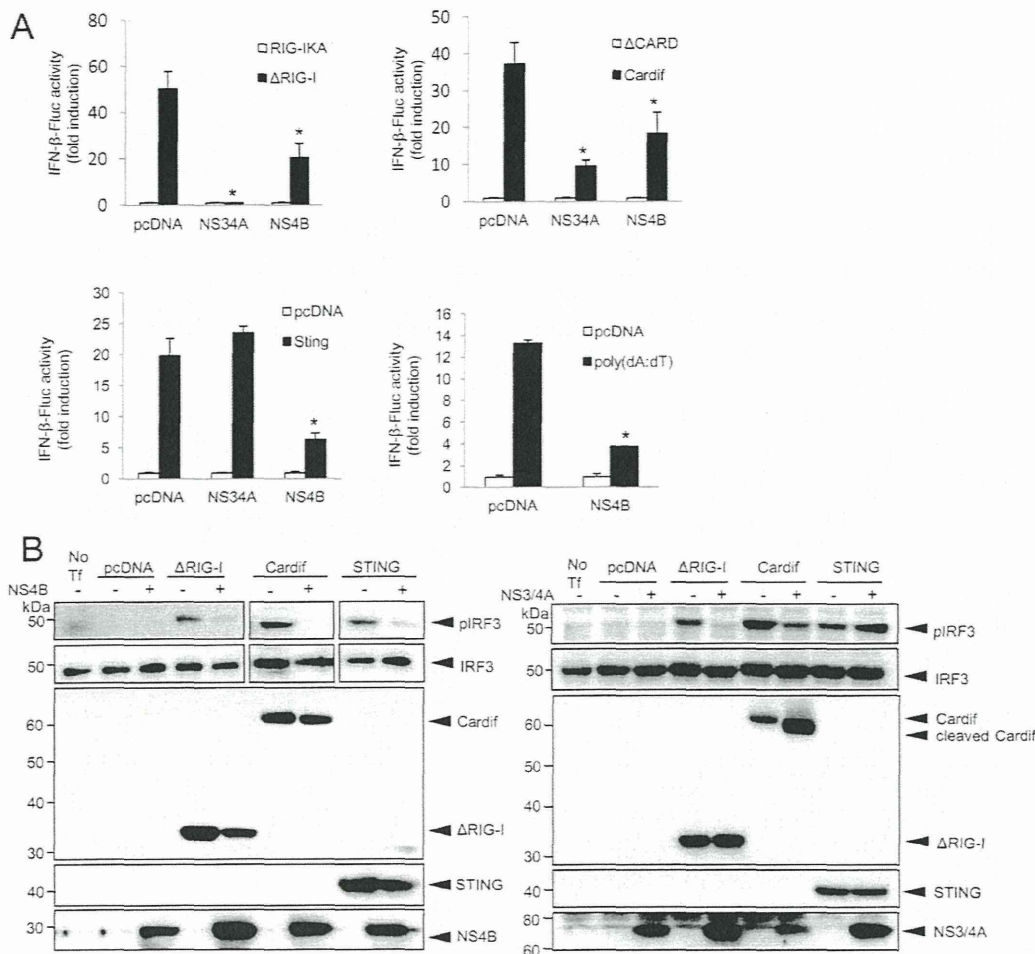 A
IFN-β-Fluc activity
(fold induction)
80
60
40
20
0
RIG-IKA
ΔRIG-I
*
*
pcDNA NS34A NS4B
IFN-β-Fluc activity
(fold induction)
50
40
30
20
10
0
ΔCARD
Cardif
*
*
pcDNA NS34A NS4B
IFN-β-Fluc activity
(fold induction)
30
25
20
15
10
5
0
pcDNA
Sting
*
pcDNA NS34A NS4B
IFN-β-Fluc activity
(fold induction)
16
14
12
10
8
6
4
2
0
pcDNA
poly(dA:dT)
*
pcDNA NS4B
B
No
Tf pcDNA ΔRIG-I Cardif STING
NS4B - - + - + - + - +
kDa
50 pIRF3
50 IRF3
60 Cardif
50
40
ΔRIG-I
30
40 STING
30 NS4B
No
Tf pcDNA ΔRIG-I Cardif STING
NS3/4A - - + - + - + - +
kDa
50 pIRF3
50 IRF3
60 Cardif
cleaved Cardif
50
40
ΔRIG-I
30
40 STING
80 NS3/4A
60